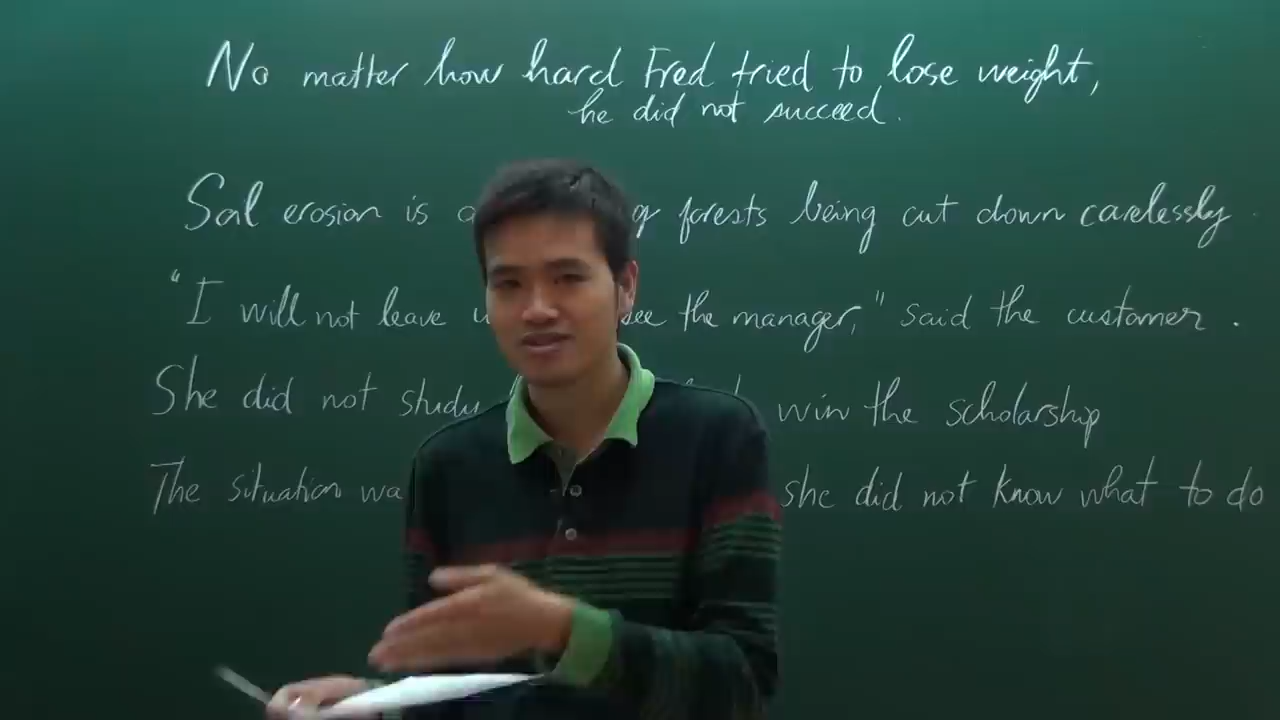 No matter how hard Fred tried to lose weight,
he did not succeed.
Soil erosion is forests being cut down carelessly.
"I will not leave see the manager," said the customer.
She did not study win the scholarship
The situation she did not know what to do